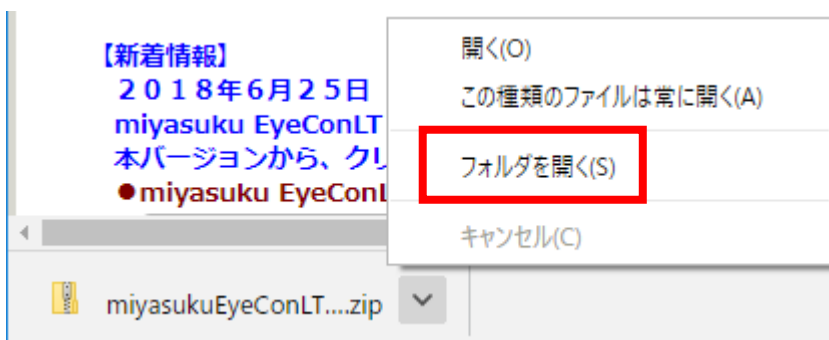 【新着情報】
２０１８年６月２５日
miyasuku EyeConLT
本バージョンから、クリ
●miyasuku EyeConL
開く(O)
この種類のファイルは常に開く(A)
フォルダを開く(S)
キャンセル(C)
miyasukuEyeConLT....zip